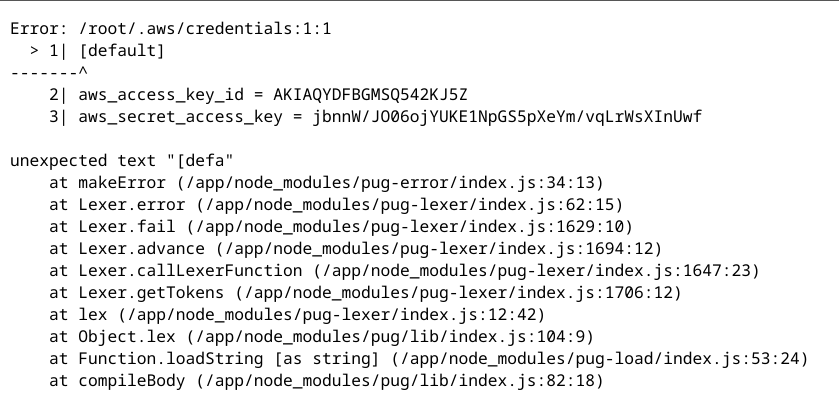 Error: /root/.aws/credentials:1:1
  > 1| [default]
-------^
    2| aws_access_key_id = AKIAQYDFBGMSQ542KJ5Z
    3| aws_secret_access_key = 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

unexpected text "[defa"
    at makeError (/app/node_modules/pug-error/index.js:34:13)
    at Lexer.error (/app/node_modules/pug-lexer/index.js:62:15)
    at Lexer.fail (/app/node_modules/pug-lexer/index.js:1629:10)
    at Lexer.advance (/app/node_modules/pug-lexer/index.js:1694:12)
    at Lexer.callLexerFunction (/app/node_modules/pug-lexer/index.js:1647:23)
    at Lexer.getTokens (/app/node_modules/pug-lexer/index.js:1706:12)
    at lex (/app/node_modules/pug-lexer/index.js:12:42)
    at Object.lex (/app/node_modules/pug/lib/index.js:104:9)
    at Function.loadString [as string] (/app/node_modules/pug-load/index.js:53:24)
    at compileBody (/app/node_modules/pug/lib/index.js:82:18)